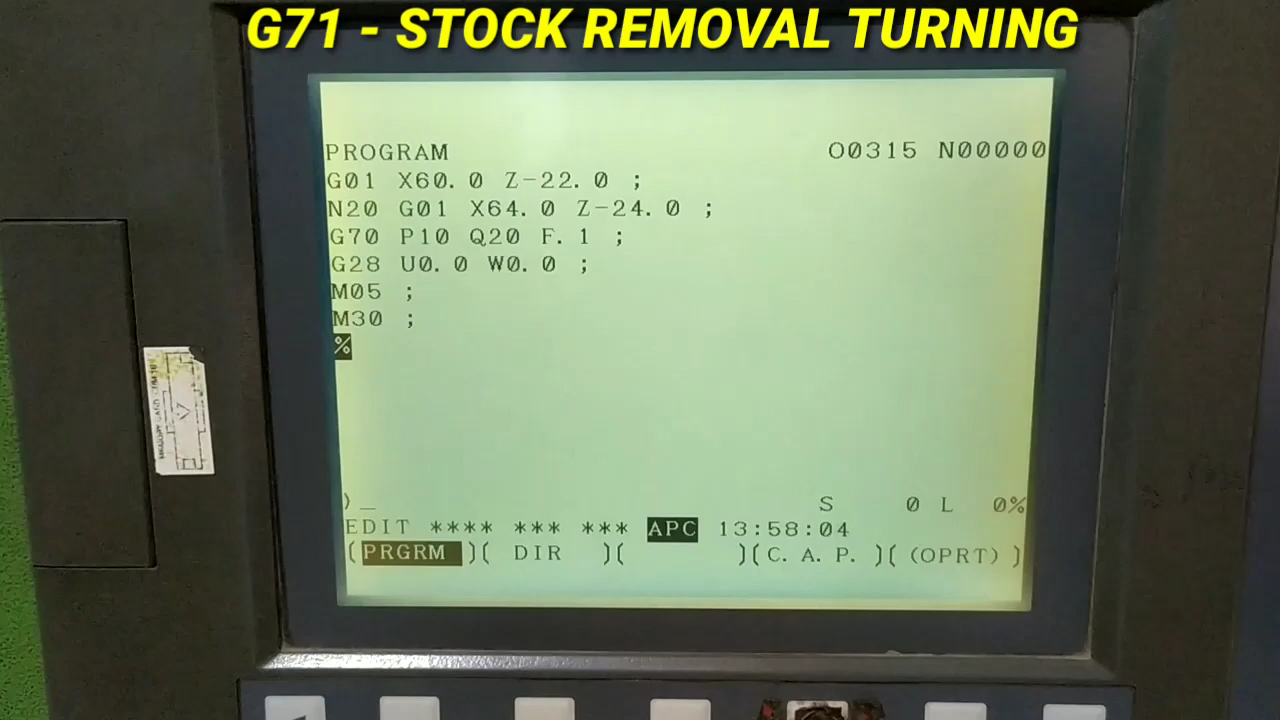 G71 - STOCK REMOVAL TURNING
PROGRAM O0315 N00000
G01 X60.0 Z-22.0 ;
N20 G01 X64.0 Z-24.0 ;
G70 P10 Q20 F.1 ;
G28 U0.0 W0.0 ;
M05 ;
M30 ;
%
)_
S 0 L 0%
EDIT **** *** *** APC 13:58:04
(PRGRM )( DIR )( )(C.A.P. )( (OPRT) )